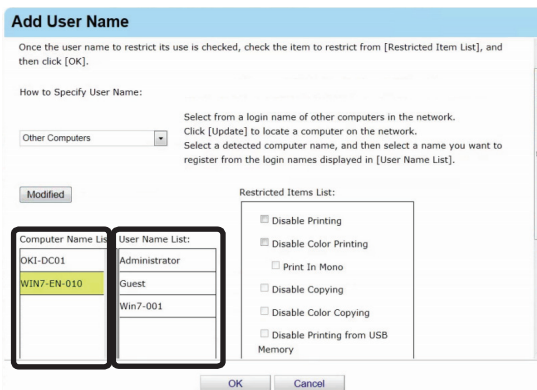 Add User Name
Once the user name to restrict its use is checked, check the item to restrict from [Restricted Item List], and
then click [OK].
How to Specify User Name:
Other Computers
Select from a login name of other computers in the network.
Click [Update] to locate a computer on the network.
Select a detected computer name, and then select a name you want to
register from the login names displayed in [User Name List].
Modified
Computer Name Lis
OKI-DC01
WIN7-EN-010
User Name List:
Administrator
Guest
Win7-001
Restricted Items List:
Disable Printing
Disable Color Printing
Print In Mono
Disable Copying
Disable Color Copying
Disable Printing from USB
Memory
OK
Cancel